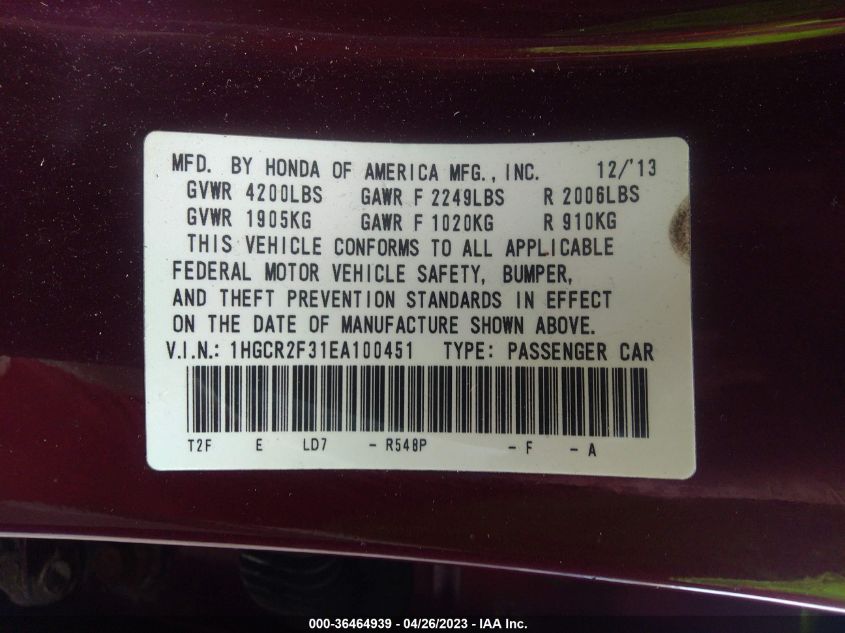 MFD. BY HONDA OF AMERICA MFG., INC. 12/'13
GVWR 4200LBS GAWR F 2249LBS R 2006LBS
GVWR 1905KG GAWR F 1020KG R 910KG
THIS VEHICLE CONFORMS TO ALL APPLICABLE
FEDERAL MOTOR VEHICLE SAFETY, BUMPER,
AND THEFT PREVENTION STANDARDS IN EFFECT
ON THE DATE OF MANUFACTURE SHOWN ABOVE.
V.I.N.: 1HGCR2F31EA100451 TYPE: PASSENGER CAR
T2F E LD7 - R548P - F - A
000-36464939 - 04/26/2023 - IAA Inc.